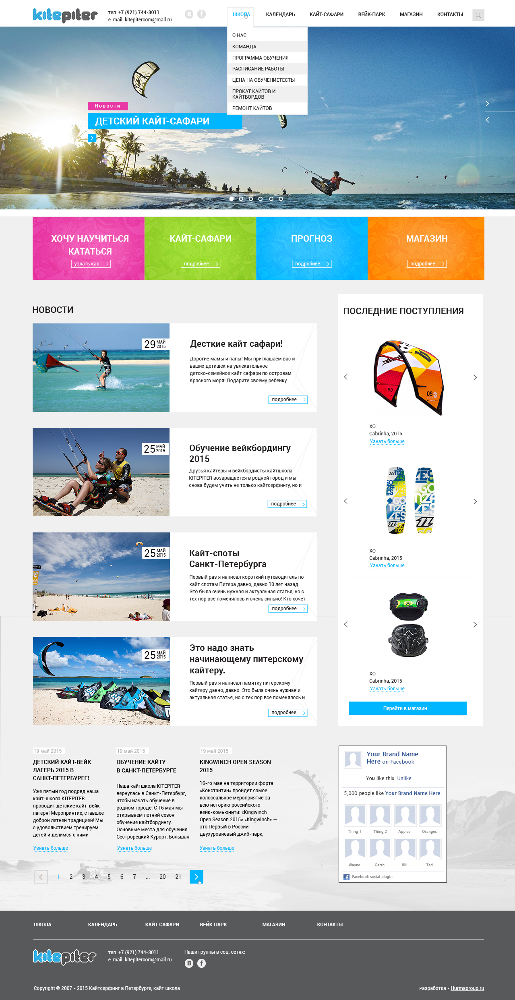 kitepiter
тел: +7 (921) 744-3011
e-mail: kitepitercom@mail.ru
B f
ШКОЛА КАЛЕНДАРЬ КАЙТ-САФАРИ ВЕЙК-ПАРК МАГАЗИН КОНТАКТЫ
О НАС
КОМАНДА
ПРОГРАММА ОБУЧЕНИЯ
РАСПИСАНИЕ РАБОТЫ
ЦЕНА НА ОБУЧЕНИЕТЕСТЫ
ПРОКАТ КАЙТОВ И
КАЙТБОРДОВ
РЕМОНТ КАЙТОВ
Новости
ДЕТСКИЙ КАЙТ-САФАРИ
ХОЧУ НАУЧИТЬСЯ
КАТАТЬСЯ
узнать как
КАЙТ-САФАРИ
подробнее
ПРОГНОЗ
подробнее
МАГАЗИН
подробнее
НОВОСТИ
29 МАЙ
2015
Десткие кайт сафари!
Дорогие мамы и папы! Мы приглашаем вас и
ваших детишек на увлекательное
детско-семейное кайт сафари по островам
Красного моря! Подарите своему ребенку
подробнее
25 МАЙ
2015
Обучение вейкбордингу
2015
Друзья кайтеры и вейкбордисты кайтшкола
KITEPITER возвращается в родной город и мы
снова будем учить не только кайтсерфингу, но и
подробнее
25 МАЙ
2015
Кайт-споты
Санкт-Петербурга
Первый раз я написал короткий путеводитель по
кайт спотам Питера давно, давно 10 лет назад.
Это была очень нужная и актуальная статья, но с
тех пор все поменялось и очень сильно! Кто хочет
подробнее
25 МАЙ
2015
Это надо знать
начинающему питерскому
кайтеру.
Первый раз я написал памятку питерскому
кайтеру давно, давно. Это была очень нужная и
актуальная статья, но с тех пор все поменялось и
подробнее
ПОСЛЕДНИЕ ПОСТУПЛЕНИЯ
09
09
XO
Cabrinha, 2015
Узнать больше
GONZALES
XO
Cabrinha, 2015
Узнать больше
XO
Cabrinha, 2015
Узнать больше
Перейти в магазин
19 май 2015
ДЕТСКИЙ КАЙТ-ВЕЙК
ЛАГЕРЬ 2015 В
САНКТ-ПЕТЕРБУРГЕ!
Уже пятый год подряд наша
кайт-школа KITEPITER
проводит детские кайт-вейк
лагеря! Мероприятие, ставшее
доброй летней традицией! Мы
с удовольствием тренируем
детей и делимся с ними
Узнать больше
19 май 2015
ОБУЧЕНИЕ КАЙТУ
В САНКТ-ПЕТЕРБУРГЕ
Наша кайтшкола KITEPITER
вернулась в Санкт-Петербург,
чтобы начать обучение в
родном городе. С 16 мая мы
открываем летний сезон
обучение кайтбордингу.
Основные места для обучения:
Сестрорецкий Курорт, Большая
Узнать больше
19 май 2015
KINGWINCH OPEN SEASON
2015
16-го мая на территории форта
«Константин» пройдет самое
колоссальное мероприятие за
всю историю российского
вейк-комьюнити: «Kingwinch
Open Season 2015» «Kingwinch» —
это Первый в России
двухуровневый джиб-парк,
Узнать больше
1 2 3 4 5 6 7 ... 20 21
Your Brand Name
Here on Facebook
You like this. Unlike
5,000 people like Your Brand Name Here.
Thing 1 Thing 2 Apples Oranges
Wayne Garth Bill Ted
Facebook social plugin
ШКОЛА КАЛЕНДАРЬ КАЙТ-САФАРИ ВЕЙК-ПАРК МАГАЗИН КОНТАКТЫ
kitepiter
тел: +7 (921) 744-3011
e-mail: kitepitercom@mail.ru
Наши группы в соц. сетях:
B f
Copyright © 2007 - 2015 Кайтсерфинг в Петербурге, кайт школа
Разработка - Hurmagroup.ru